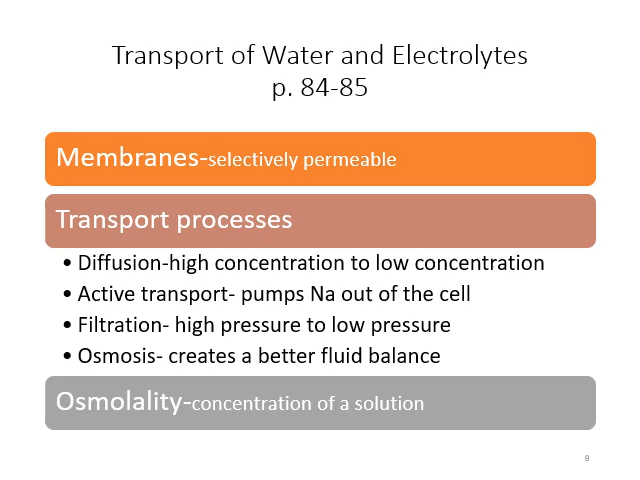 Transport of Water and Electrolytes
p. 84-85
Membranes-selectively permeable
Transport processes
• Diffusion-high concentration to low concentration
• Active transport- pumps Na out of the cell
• Filtration- high pressure to low pressure
• Osmosis- creates a better fluid balance
Osmolality-concentration of a solution
9